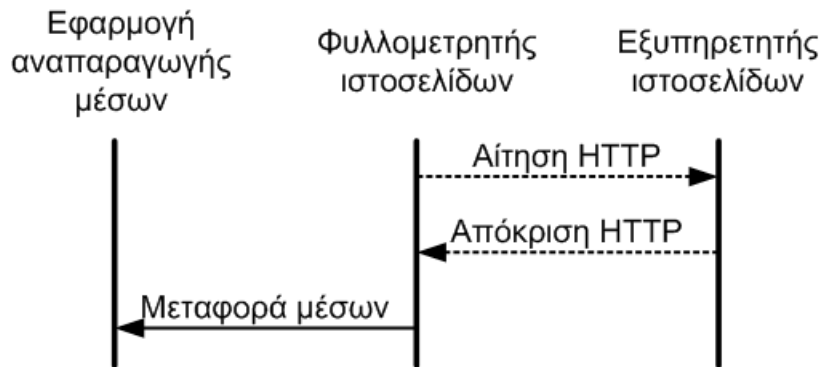 Εφαρμογή
αναπαραγωγής
μέσων
Φυλλομετρητής
ιστοσελίδων
Εξυπηρετητής
ιστοσελίδων
Αίτηση HTTP
Απόκριση HTTP
Μεταφορά μέσων